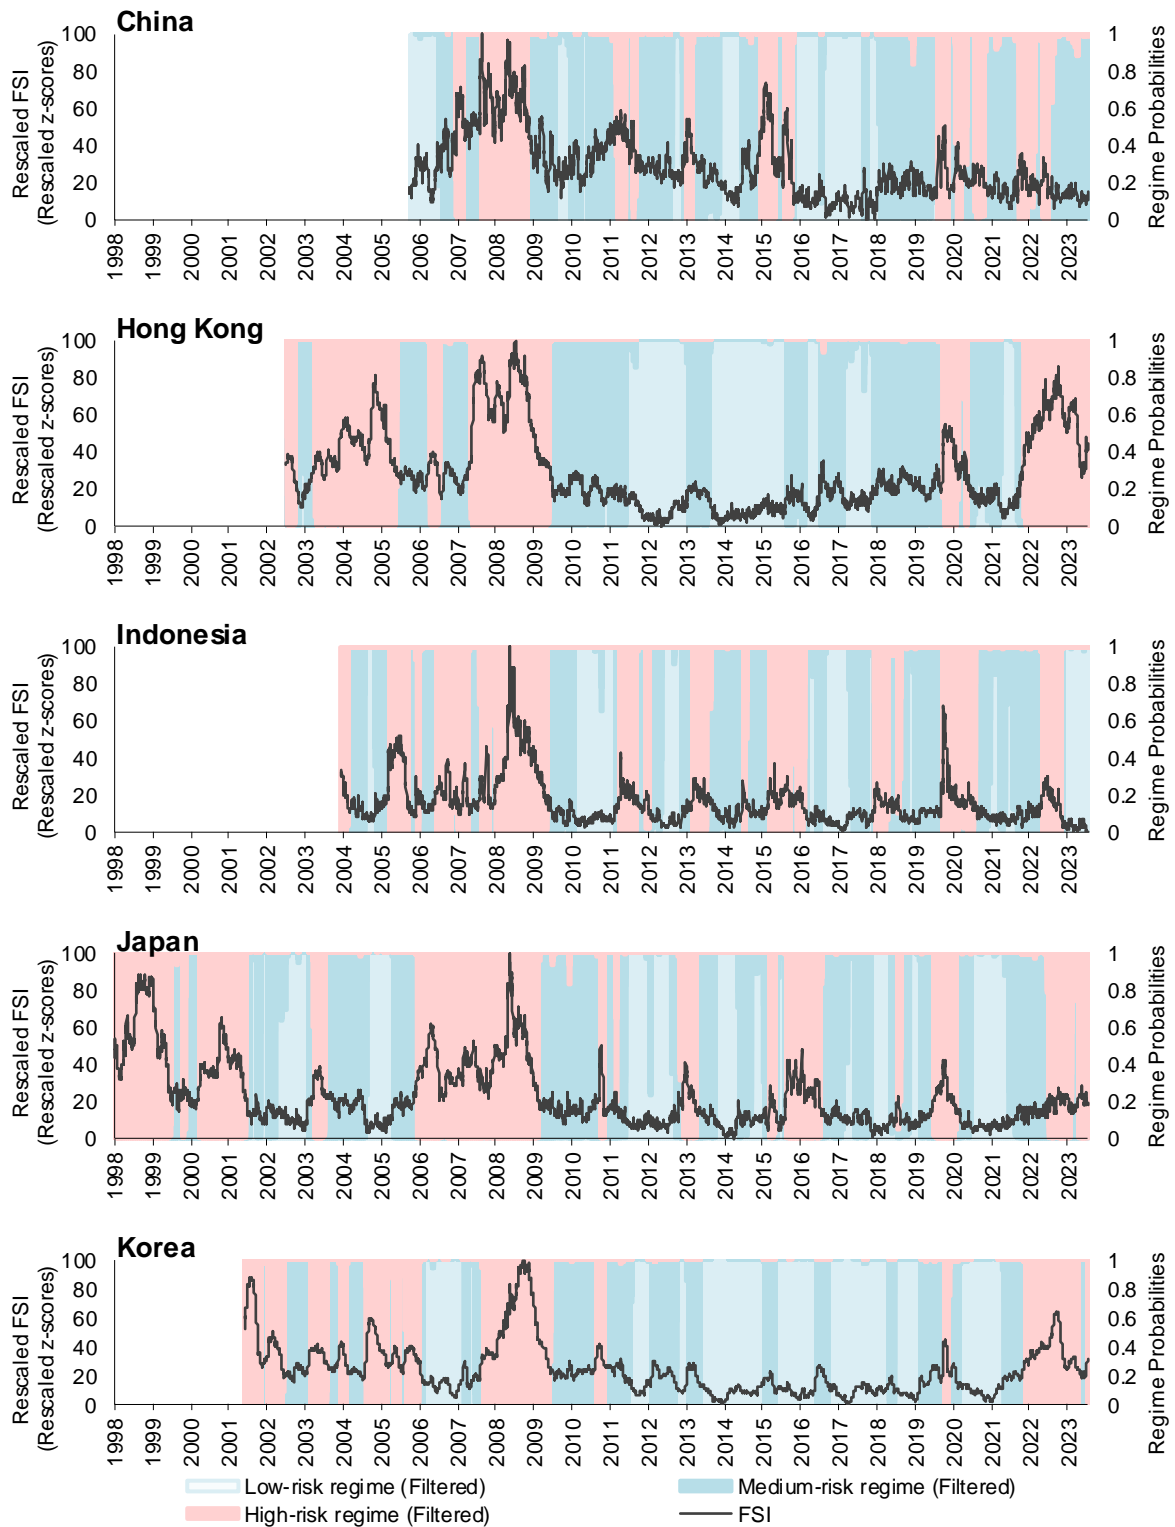 China
Rescaled FSI
(Rescaled z-scores)
100
80
60
40
20
0
1
0.8
0.6
0.4
0.2
0
Regime Probabilities
1998 1999 2000 2001 2002 2003 2004 2005 2006 2007 2008 2009 2010 2011 2012 2013 2014 2015 2016 2017 2018 2019 2020 2021 2022 2023
Hong Kong
Rescaled FSI
(Rescaled z-scores)
100
80
60
40
20
0
1
0.8
0.6
0.4
0.2
0
Regime Probabilities
1998 1999 2000 2001 2002 2003 2004 2005 2006 2007 2008 2009 2010 2011 2012 2013 2014 2015 2016 2017 2018 2019 2020 2021 2022 2023
Indonesia
Rescaled FSI
(Rescaled z-scores)
100
80
60
40
20
0
1
0.8
0.6
0.4
0.2
0
Regime Probabilities
1998 1999 2000 2001 2002 2003 2004 2005 2006 2007 2008 2009 2010 2011 2012 2013 2014 2015 2016 2017 2018 2019 2020 2021 2022 2023
Japan
Rescaled FSI
(Rescaled z-scores)
100
80
60
40
20
0
1
0.8
0.6
0.4
0.2
0
Regime Probabilities
1998 1999 2000 2001 2002 2003 2004 2005 2006 2007 2008 2009 2010 2011 2012 2013 2014 2015 2016 2017 2018 2019 2020 2021 2022 2023
Korea
Rescaled FSI
(Rescaled z-scores)
100
80
60
40
20
0
1
0.8
0.6
0.4
0.2
0
Regime Probabilities
1998 1999 2000 2001 2002 2003 2004 2005 2006 2007 2008 2009 2010 2011 2012 2013 2014 2015 2016 2017 2018 2019 2020 2021 2022 2023
Low-risk regime (Filtered)
Medium-risk regime (Filtered)
High-risk regime (Filtered)
FSI